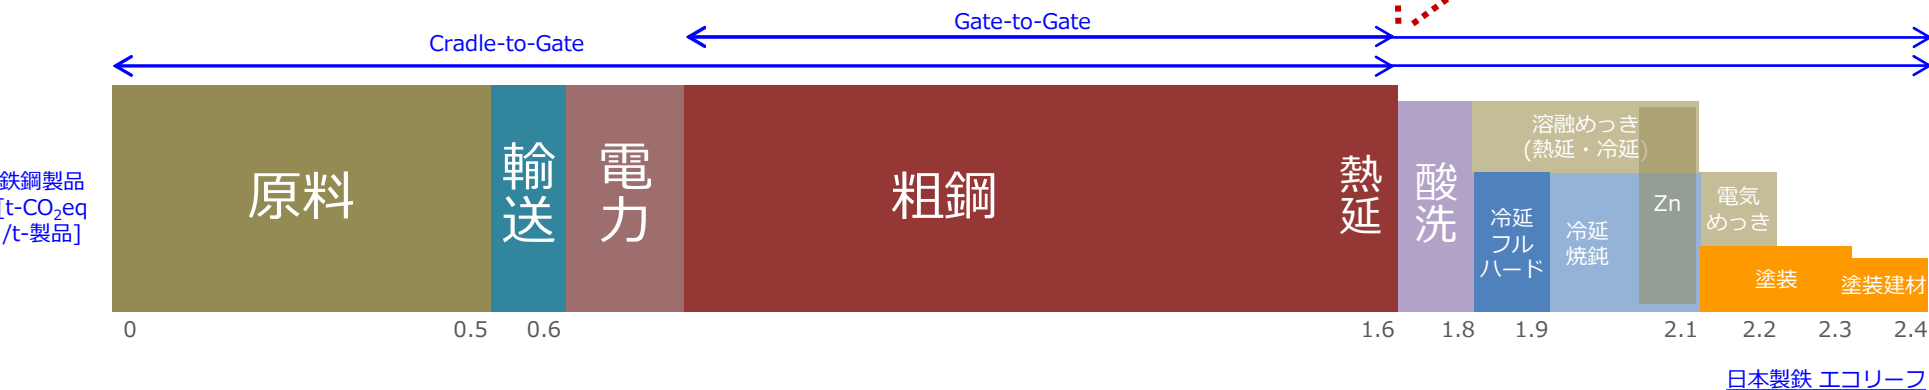 Gate-to-Gate
Cradle-to-Gate
鉄鋼製品
[t-CO₂eq
/t-製品]
原料
輸送
電力
粗鋼
熱延
酸洗
溶融めっき
(熱延・冷延)
冷延
フル
ハード
冷延
焼鈍
Zn
電気
めっき
塗装
塗装建材
0 0.5 0.6 1.6 1.8 1.9 2.1 2.2 2.3 2.4
日本製鉄 エコリーフ